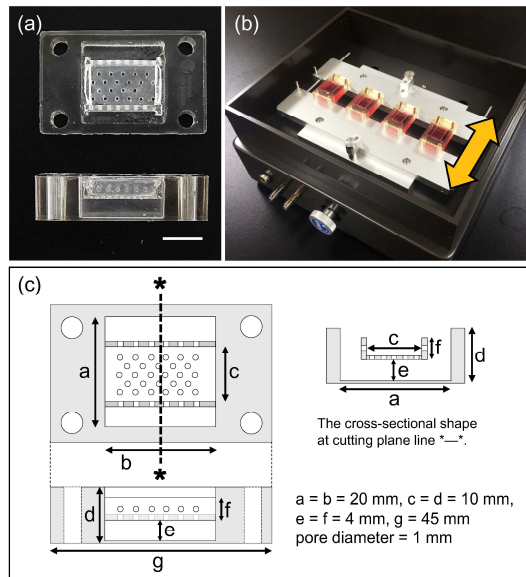 (a)
(b)
(c)
*
a
c
b
*
d
e
f
g
c
f
e
d
a
The cross-sectional shape
at cutting plane line *—*.
a = b = 20 mm, c = d = 10 mm,
e = f = 4 mm, g = 45 mm
pore diameter = 1 mm